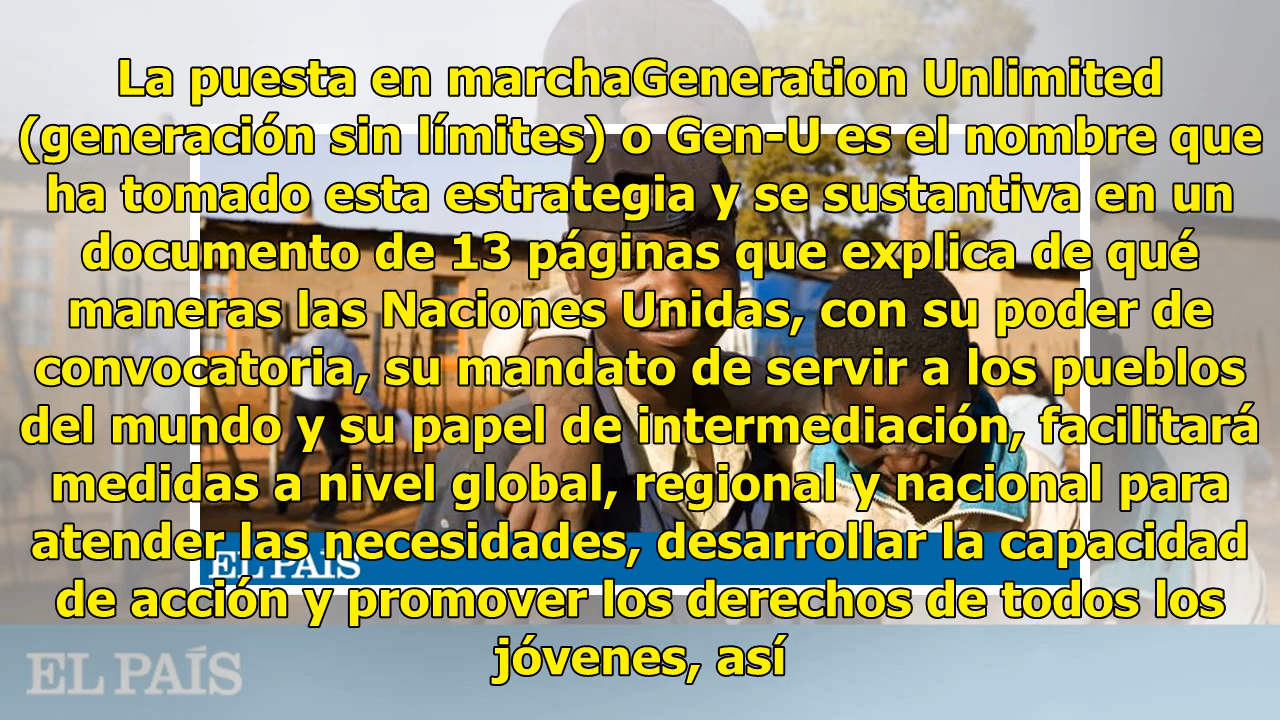 La puesta en marchaGeneration Unlimited
(generación sin límites) o Gen-U es el nombre que
ha tomado esta estrategia y se sustantiva en un
documento de 13 páginas que explica de qué
maneras las Naciones Unidas, con su poder de
convocatoria, su mandato de servir a los pueblos
del mundo y su papel de intermediación, facilitará
medidas a nivel global, regional y nacional para
atender las necesidades, desarrollar la capacidad
EL PAÍS
de acción y promover los derechos de todos los
jóvenes, así
EL PAÍS